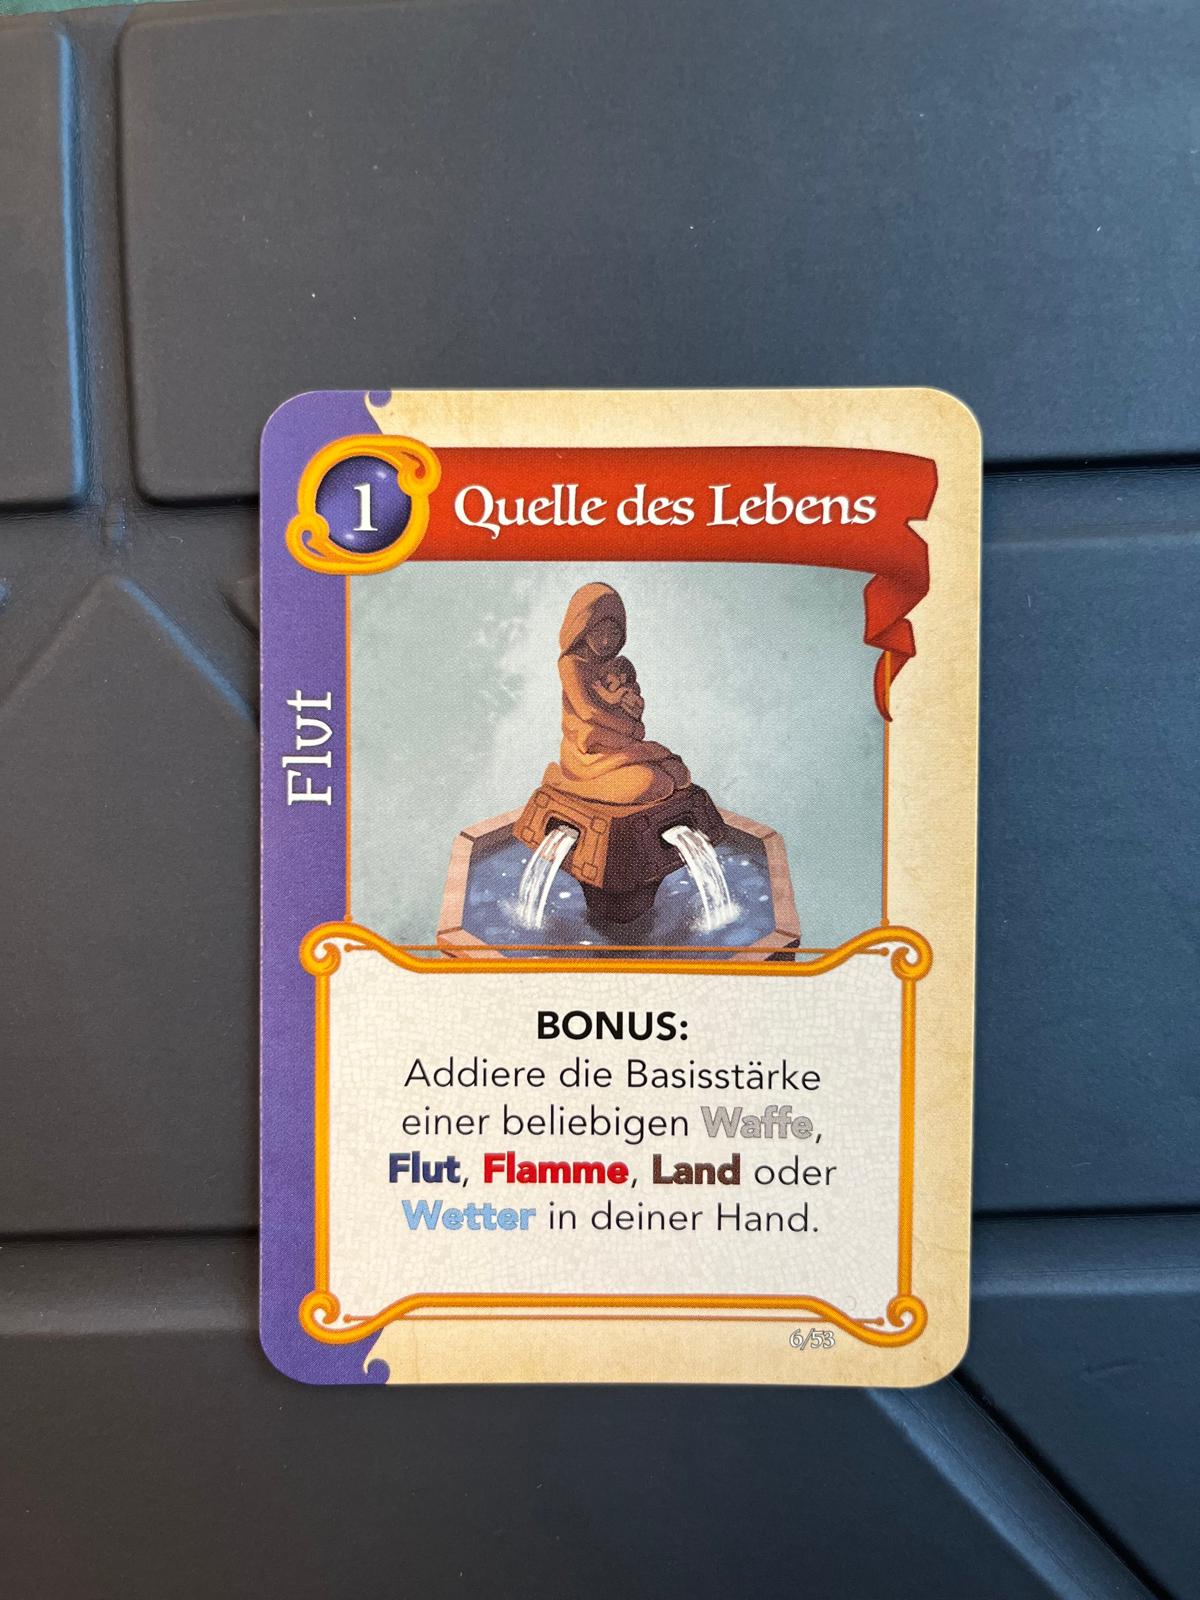 1
Quelle des Lebens
Flut
BONUS:
Addiere die Basisstärke
einer beliebigen Waffe,
Flut, Flamme, Land oder
Wetter in deiner Hand.
6/53